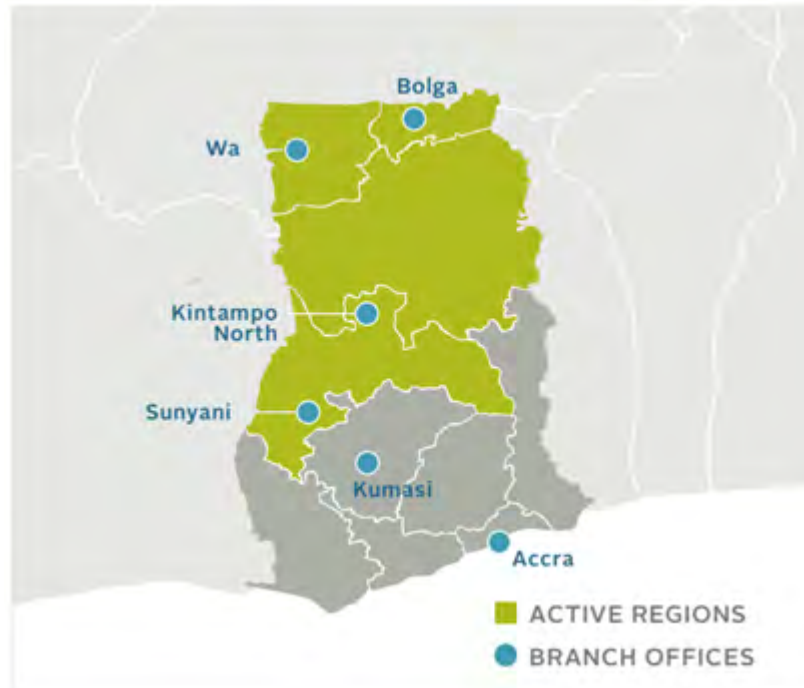 Bolga
Wa
Kintampo
North
Sunyani
Kumasi
Accra
ACTIVE REGIONS
BRANCH OFFICES